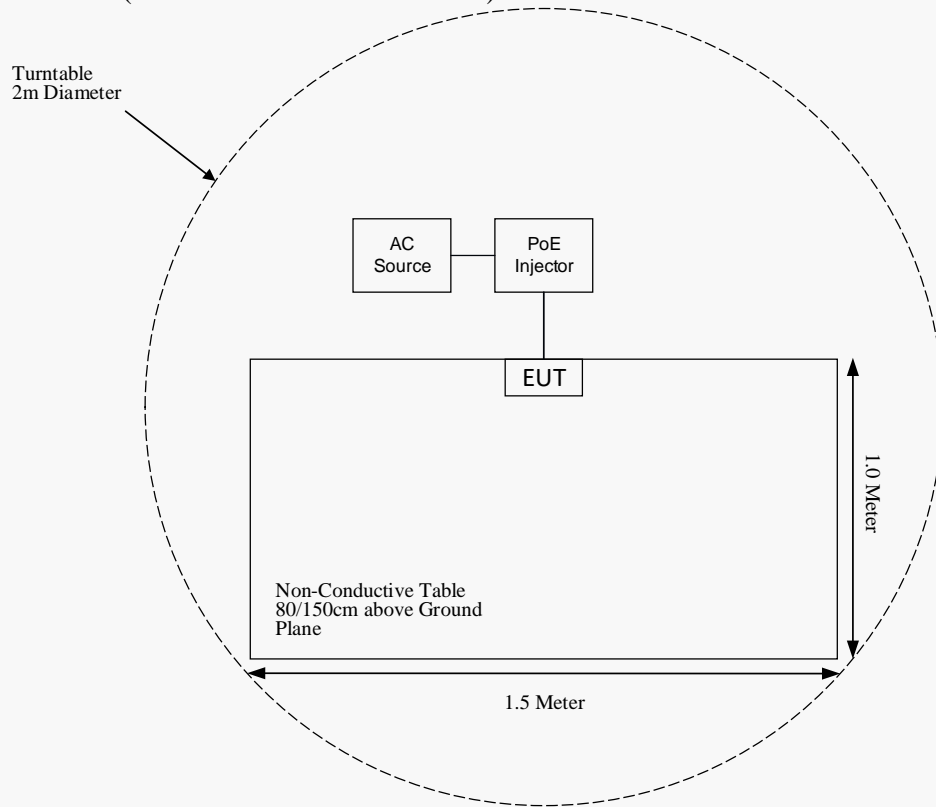 Turntable
2m Diameter
AC
Source
PoE
Injector
EUT
1.0 Meter
Non-Conductive Table
80/150cm above Ground
Plane
1.5 Meter